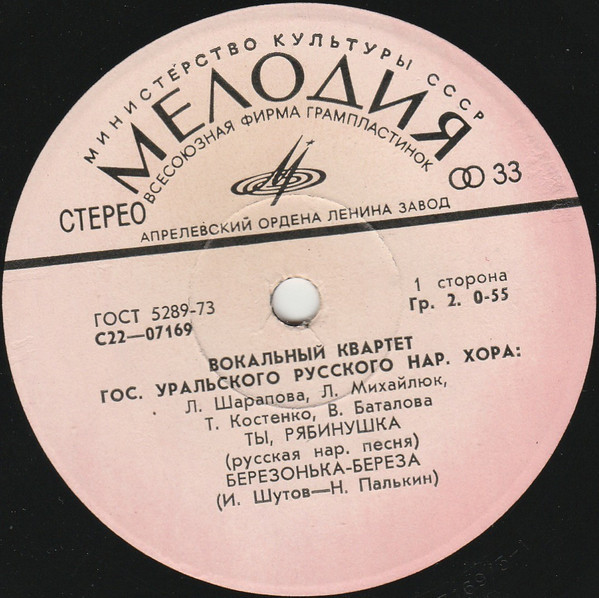 МИНИСТЕРСТВО КУЛЬТУРЫ СССР
МЕЛОДИЯ
ВСЕСОЮЗНАЯ ФИРМА ГРАМПЛАСТИНОК
СТЕРЕО
33
АПРЕЛЕВСКИЙ ОРДЕНА ЛЕНИНА ЗАВОД
ГОСТ 5289-73
С22—07169
1 сторона
Гр. 2. 0-55
ВОКАЛЬНЫЙ КВАРТЕТ
ГОС. УРАЛЬСКОГО РУССКОГО НАР. ХОРА:
Л. Шарапова, Л. Михайлюк,
Т. Костенко, В. Баталова
ТЫ, РЯБИНУШКА
(русская нар. песня)
БЕРЕЗОНЬКА-БЕРЕЗА
(И. Шутов—Н. Палькин)